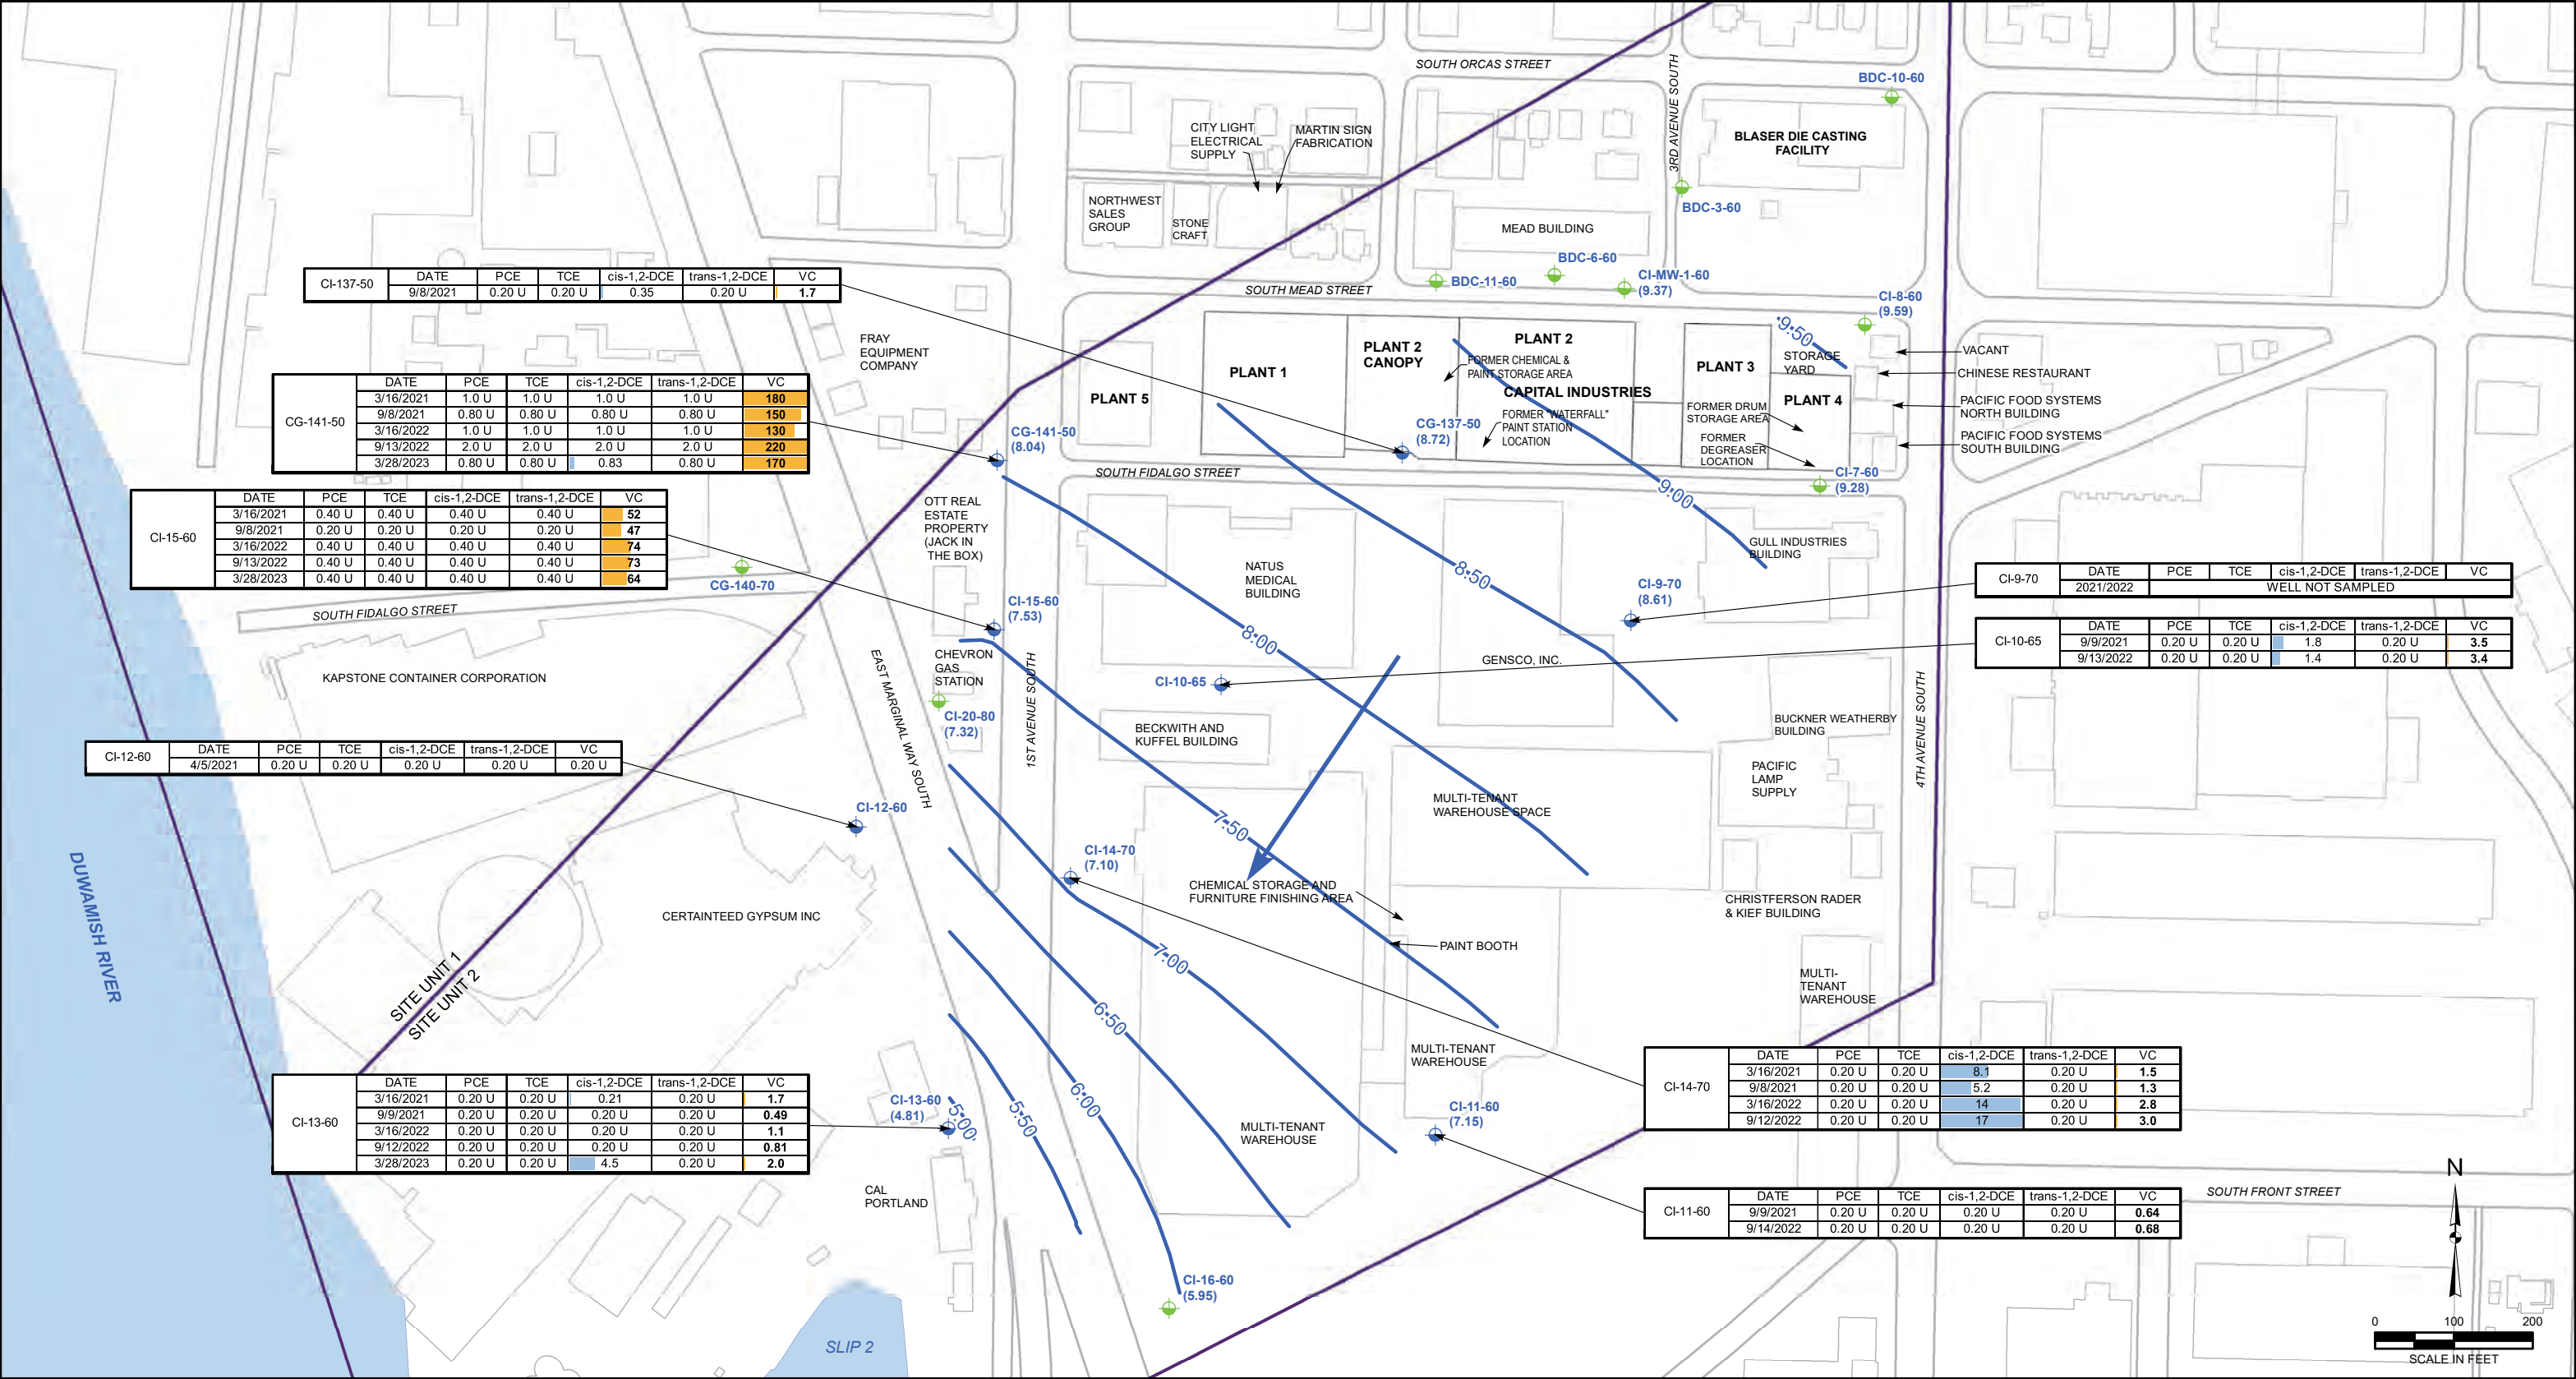 SOUTH ORCAS STREET
3RD AVENUE SOUTH
BDC-10-60
BLASER DIE CASTING
FACILITY
CITY LIGHT
ELECTRICAL
SUPPLY
MARTIN SIGN
FABRICATION
NORTHWEST
SALES
GROUP
STONE
CRAFT
MEAD BUILDING
BDC-3-60
BDC-6-60
BDC-11-60
CI-MW-1-60
(9.37)
SOUTH MEAD STREET
CI-8-60
(9.59)
CI-137-50
DATE PCE TCE cis-1,2-DCE trans-1,2-DCE VC
9/8/2021 0.20 U 0.20 U 0.35 0.20 U 1.7
FRAY
EQUIPMENT
COMPANY
PLANT 5
PLANT 1
PLANT 2
CANOPY
PLANT 2
FORMER CHEMICAL &
PAINT STORAGE AREA
CAPITAL INDUSTRIES
FORMER "WATERFALL"
PAINT STATION
LOCATION
PLANT 3
9.50
STORAGE
YARD
PLANT 4
FORMER DRUM
STORAGE AREA
FORMER
DEGREASER
LOCATION
VACANT
CHINESE RESTAURANT
PACIFIC FOOD SYSTEMS
NORTH BUILDING
PACIFIC FOOD SYSTEMS
SOUTH BUILDING
CG-141-50
DATE PCE TCE cis-1,2-DCE trans-1,2-DCE VC
3/16/2021 1.0 U 1.0 U 1.0 U 1.0 U 180
9/8/2021 0.80 U 0.80 U 0.80 U 0.80 U 150
3/16/2022 1.0 U 1.0 U 1.0 U 1.0 U 130
9/13/2022 2.0 U 2.0 U 2.0 U 2.0 U 220
3/28/2023 0.80 U 0.80 U 0.83 0.80 U 170
CG-141-50
(8.04)
CG-137-50
(8.72)
SOUTH FIDALGO STREET
CI-7-60
(9.28)
9.00
CI-15-60
DATE PCE TCE cis-1,2-DCE trans-1,2-DCE VC
3/16/2021 0.40 U 0.40 U 0.40 U 0.40 U 52
9/8/2021 0.20 U 0.20 U 0.20 U 0.20 U 47
3/16/2022 0.40 U 0.40 U 0.40 U 0.40 U 74
9/13/2022 0.40 U 0.40 U 0.40 U 0.40 U 73
3/28/2023 0.40 U 0.40 U 0.40 U 0.40 U 64
OTT REAL
ESTATE
PROPERTY
(JACK IN
THE BOX)
GULL INDUSTRIES
BUILDING
NATUS
MEDICAL
BUILDING
8.50
CG-140-70
SOUTH FIDALGO STREET
CI-15-60
(7.53)
CI-9-70
(8.61)
CI-9-70
DATE PCE TCE cis-1,2-DCE trans-1,2-DCE VC
2021/2022 WELL NOT SAMPLED
CI-10-65
DATE PCE TCE cis-1,2-DCE trans-1,2-DCE VC
9/9/2021 0.20 U 0.20 U 1.8 0.20 U 3.5
9/13/2022 0.20 U 0.20 U 1.4 0.20 U 3.4
8.00
KAPSTONE CONTAINER CORPORATION
EAST MARGINAL WAY SOUTH
CHEVRON
GAS
STATION
1ST AVENUE SOUTH
GENSCO, INC.
CI-10-65
4TH AVENUE SOUTH
CI-20-80
(7.32)
BECKWITH AND
KUFFEL BUILDING
BUCKNER WEATHERBY
BUILDING
CI-12-60
DATE PCE TCE cis-1,2-DCE trans-1,2-DCE VC
4/5/2021 0.20 U 0.20 U 0.20 U 0.20 U 0.20 U
PACIFIC
LAMP
SUPPLY
CI-12-60
MULTI-TENANT
WAREHOUSE SPACE
7.50
CI-14-70
(7.10)
DUWAMISH RIVER
CHEMICAL STORAGE AND
FURNITURE FINISHING AREA
CHRISTFERSON RADER
& KIEF BUILDING
CERTAINTEED GYPSUM INC
PAINT BOOTH
7.00
SITE UNIT 1
SITE UNIT 2
MULTI-
TENANT
WAREHOUSE
6.50
MULTI-TENANT
WAREHOUSE
CI-13-60
DATE PCE TCE cis-1,2-DCE trans-1,2-DCE VC
3/16/2021 0.20 U 0.20 U 0.21 0.20 U 1.7
9/9/2021 0.20 U 0.20 U 0.20 U 0.20 U 0.49
3/16/2022 0.20 U 0.20 U 0.20 U 0.20 U 1.1
9/12/2022 0.20 U 0.20 U 0.20 U 0.20 U 0.81
3/28/2023 0.20 U 0.20 U 4.5 0.20 U 2.0
CI-13-60
(4.81)
5.00
5.50
6.00
CI-14-70
DATE PCE TCE cis-1,2-DCE trans-1,2-DCE VC
3/16/2021 0.20 U 0.20 U 8.1 0.20 U 1.5
9/8/2021 0.20 U 0.20 U 5.2 0.20 U 1.3
3/16/2022 0.20 U 0.20 U 14 0.20 U 2.8
9/12/2022 0.20 U 0.20 U 17 0.20 U 3.0
MULTI-TENANT
WAREHOUSE
CI-11-60
(7.15)
CAL
PORTLAND
CI-11-60
DATE PCE TCE cis-1,2-DCE trans-1,2-DCE VC
9/9/2021 0.20 U 0.20 U 0.20 U 0.20 U 0.64
9/14/2022 0.20 U 0.20 U 0.20 U 0.20 U 0.68
SOUTH FRONT STREET
N
CI-16-60
(5.95)
SLIP 2
0 100 200
SCALE IN FEET